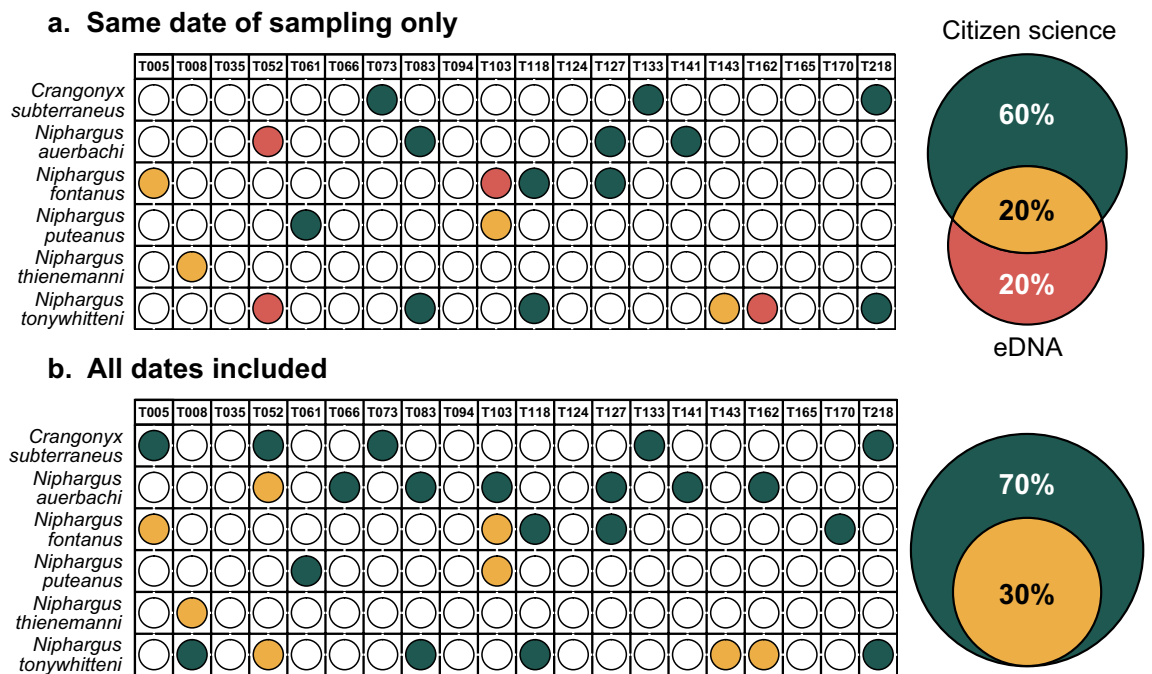 a. Same date of sampling only
Citizen science
T005 T008 T035 T052 T061 T066 T073 T083 T094 T103 T118 T124 T127 T133 T141 T143 T162 T165 T170 T218
Crangonyx
subterraneus
Niphargus
auerbachi
Niphargus
fontanus
Niphargus
puteanus
Niphargus
thienemanni
Niphargus
tonywhitteni
60%
20%
20%
eDNA
b. All dates included
T005 T008 T035 T052 T061 T066 T073 T083 T094 T103 T118 T124 T127 T133 T141 T143 T162 T165 T170 T218
Crangonyx
subterraneus
Niphargus
auerbachi
Niphargus
fontanus
Niphargus
puteanus
Niphargus
thienemanni
Niphargus
tonywhitteni
70%
30%